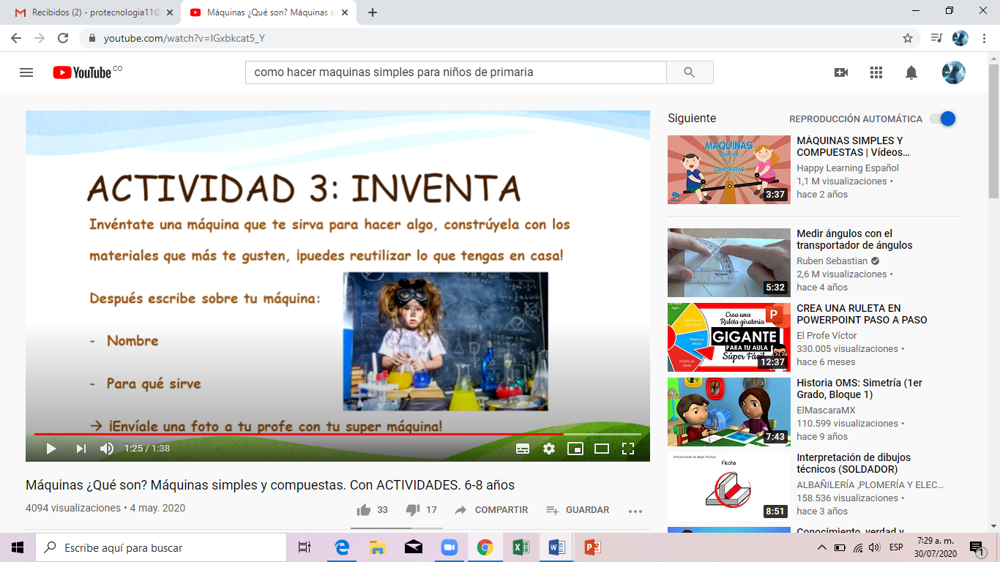 Recibidos (2) - protecnologia11@
Máquinas ¿Qué son? Máquinas s
youtube.com/watch?v=IGxbkcat5_Y
YouTube CO
como hacer maquinas simples para niños de primaria
ACTIVIDAD 3: INVENTA
Invéntate una máquina que te sirva para hacer algo, constrúyela con los
materiales que más te gusten, ¡puedes reutilizar lo que tengas en casa!
Después escribe sobre tu máquina:
- Nombre
- Para qué sirve
→ ¡Envíale una foto a tu profe con tu super máquina!
1:25 / 1:38
Máquinas ¿Qué son? Máquinas simples y compuestas. Con ACTIVIDADES. 6-8 años
4094 visualizaciones • 4 may. 2020
33
17
COMPARTIR
GUARDAR
Siguiente
REPRODUCCIÓN AUTOMÁTICA
MÁQUINAS
SIMPLES
Y
COMPUESTAS
3:37
MÁQUINAS SIMPLES Y
COMPUESTAS | Vídeos...
Happy Learning Español
1,1 M visualizaciones •
hace 2 años
5:32
Medir ángulos con el
transportador de ángulos
Ruben Sebastian
2,6 M visualizaciones •
hace 4 años
Crea una
Ruleta giratoria
GIGANTE
PARA TU AULA
Súper Fácil
P
12:37
CREA UNA RULETA EN
POWERPOINT PASO A PASO
El Profe Víctor
330.005 visualizaciones •
hace 6 meses
7:43
Historia OMS: Simetría (1er
Grado, Bloque 1)
ElMascaraMX
110.599 visualizaciones •
hace 9 años
Interpretación de dibujos técnicos
Flecha
8:51
Interpretación de dibujos
técnicos (SOLDADOR)
ALBAÑILERÍA ,PLOMERÍA Y ELEC...
158.536 visualizaciones •
hace 3 años
Conocimiento, verdad y
Escribe aquí para buscar
ESP
7:29 a. m.
30/07/2020
1